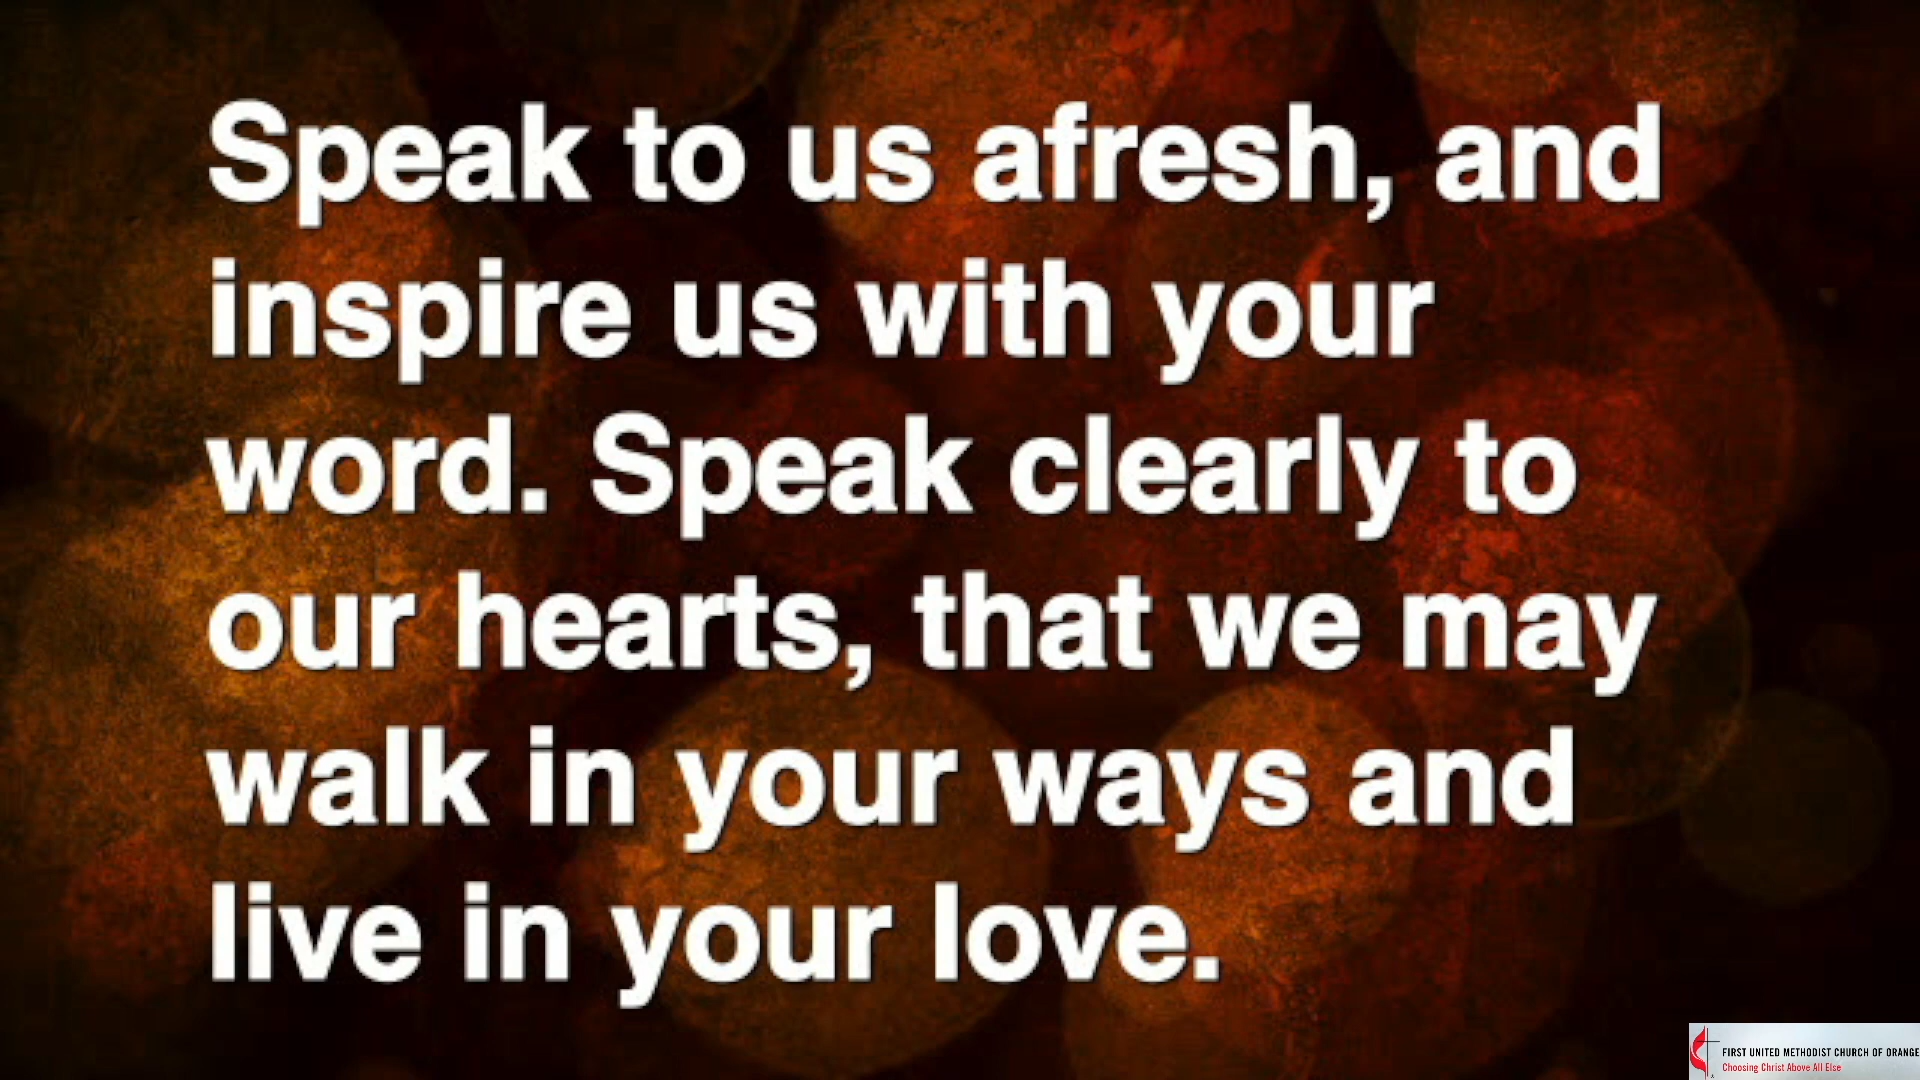 Speak to us afresh, and
inspire us with your
word. Speak clearly to
our hearts, that we may
walk in your ways and
live in your love.
FIRST UNITED METHODIST CHURCH OF ORANGE
Choosing Christ Above All Else